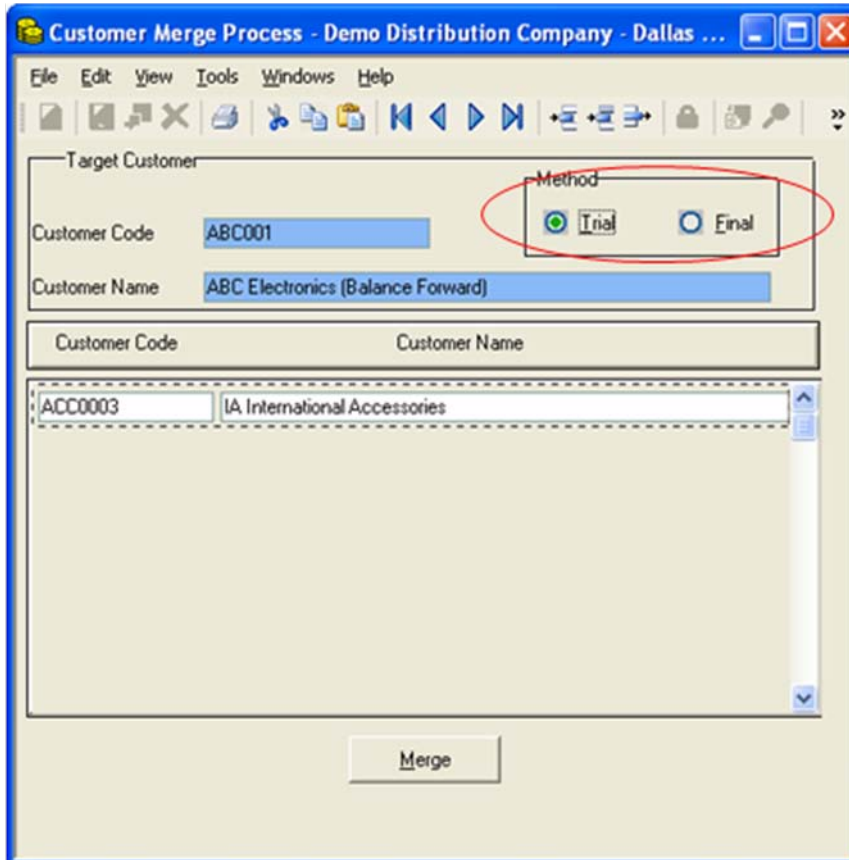 Customer Merge Process - Demo Distribution Company - Dallas ...
File Edit View Tools Windows Help
Target Customer
Method
Customer Code ABC001 Trial Final
Customer Name ABC Electronics (Balance Forward)
Customer Code Customer Name
ACC0003 IA International Accessories
Merge